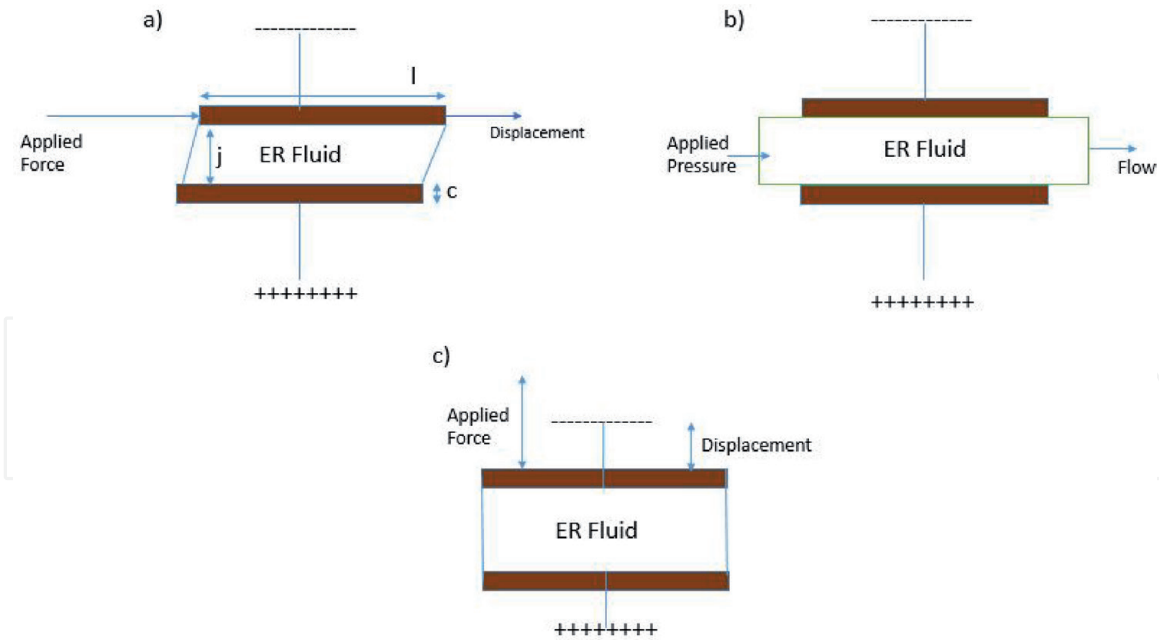 a)
------------
l
Applied
Force
Displacement
j
ER Fluid
c
++++++++
b)
------------
Applied
Pressure
ER Fluid
Flow
++++++++
c)
Applied
Force
------------
Displacement
ER Fluid
++++++++